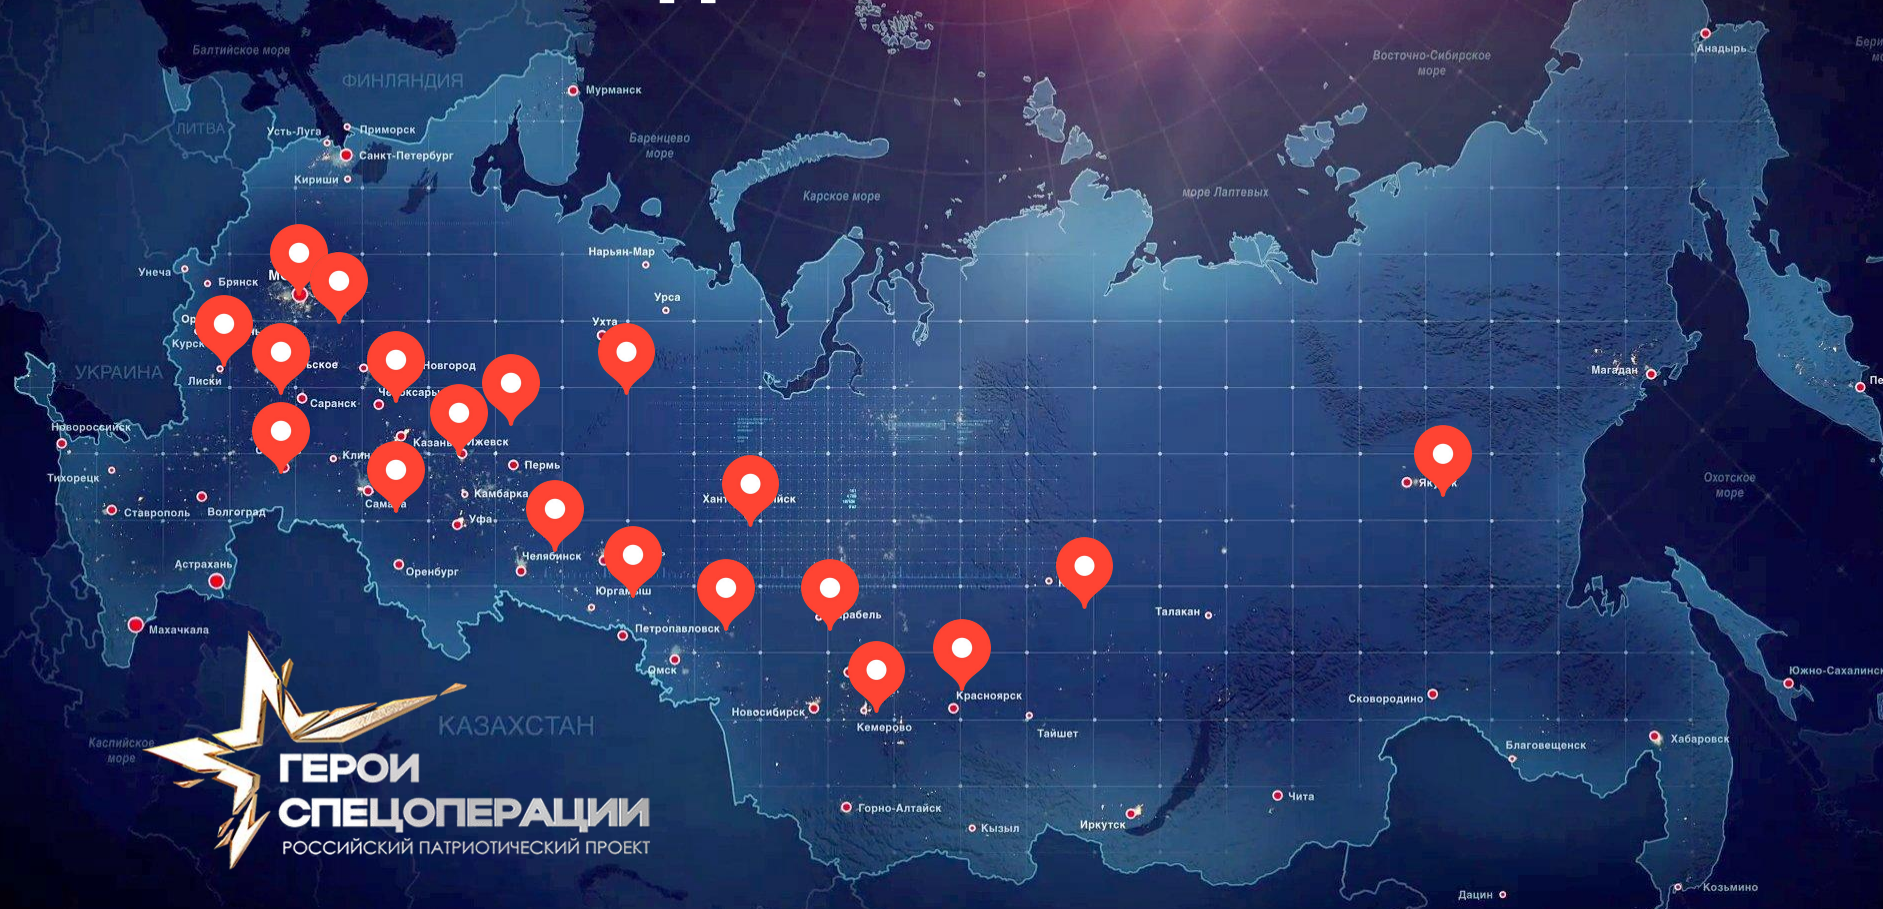 Балтийское море
ФИНЛЯНДИЯ
Мурманск
Восточно-Сибирское
море
Анадырь
ЛИТВА
Усть-Луга
Приморск
Санкт-Петербург
Кириши
Баренцево
море
Карское море
море Лаптевых
Нарьян-Мар
Унеча
Брянск
Урса
Ухта
Курск
УКРАИНА
Лиски
Новгород
Саранск
Магадан
Новороссийск
Казань
Ижевск
Пермь
Тихорецк
Камбарка
Самара
Ставрополь
Волгоград
Уфа
Якутск
Охотское
море
Челябинск
Астрахань
Оренбург
Юргамыш
Махачкала
Петропавловск
Талакан
Омск
Красноярск
Новосибирск
Кемерово
Тайшет
Сковородино
Южно-Сахалинск
КАЗАХСТАН
Каспийское
море
Благовещенск
Хабаровск
Горно-Алтайск
Кызыл
Иркутск
Чита
Дацин
Козьмино
ГЕРОИ
СПЕЦОПЕРАЦИИ
РОССИЙСКИЙ ПАТРИОТИЧЕСКИЙ ПРОЕКТ